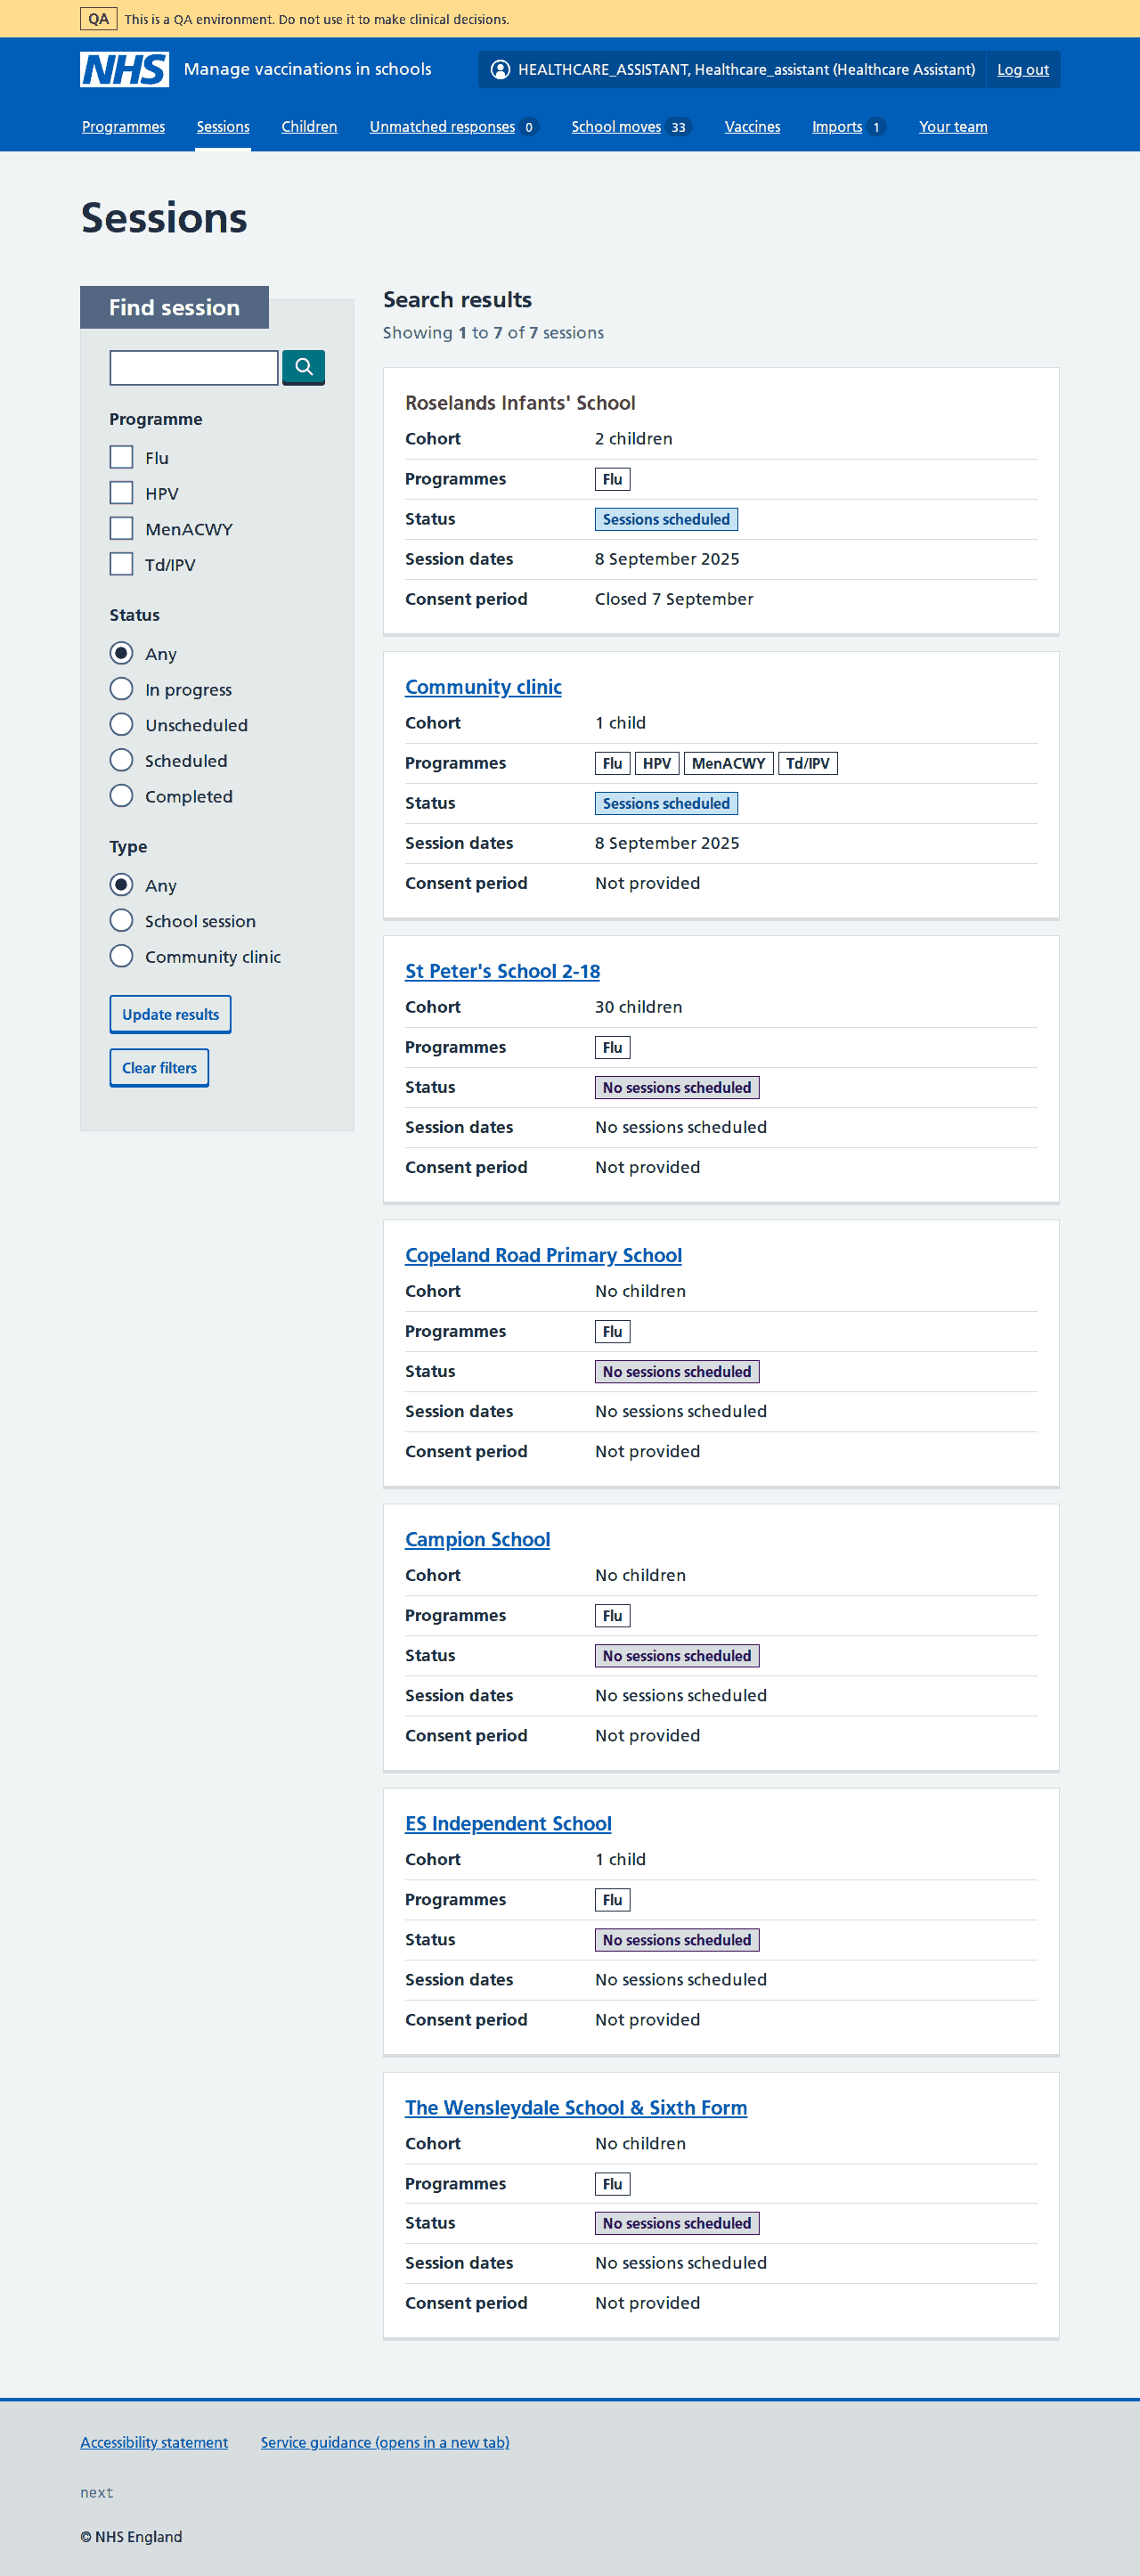 QA This is a QA environment. Do not use it to make clinical decisions.
NHS Manage vaccinations in schools HEALTHCARE_ASSISTANT, Healthcare_assistant (Healthcare Assistant) Log out
Programmes Sessions Children Unmatched responses 0 School moves 33 Vaccines Imports 1 Your team
Sessions
Find session
Programme
Flu
HPV
MenACWY
Td/IPV
Status
Any
In progress
Unscheduled
Scheduled
Completed
Type
Any
School session
Community clinic
Update results
Clear filters
Search results
Showing 1 to 7 of 7 sessions
Roselands Infants' School
Cohort 2 children
Programmes Flu
Status Sessions scheduled
Session dates 8 September 2025
Consent period Closed 7 September
Community clinic
Cohort 1 child
Programmes Flu HPV MenACWY Td/IPV
Status Sessions scheduled
Session dates 8 September 2025
Consent period Not provided
St Peter's School 2-18
Cohort 30 children
Programmes Flu
Status No sessions scheduled
Session dates No sessions scheduled
Consent period Not provided
Copeland Road Primary School
Cohort No children
Programmes Flu
Status No sessions scheduled
Session dates No sessions scheduled
Consent period Not provided
Campion School
Cohort No children
Programmes Flu
Status No sessions scheduled
Session dates No sessions scheduled
Consent period Not provided
ES Independent School
Cohort 1 child
Programmes Flu
Status No sessions scheduled
Session dates No sessions scheduled
Consent period Not provided
The Wensleydale School & Sixth Form
Cohort No children
Programmes Flu
Status No sessions scheduled
Session dates No sessions scheduled
Consent period Not provided
Accessibility statement Service guidance (opens in a new tab)
next
© NHS England